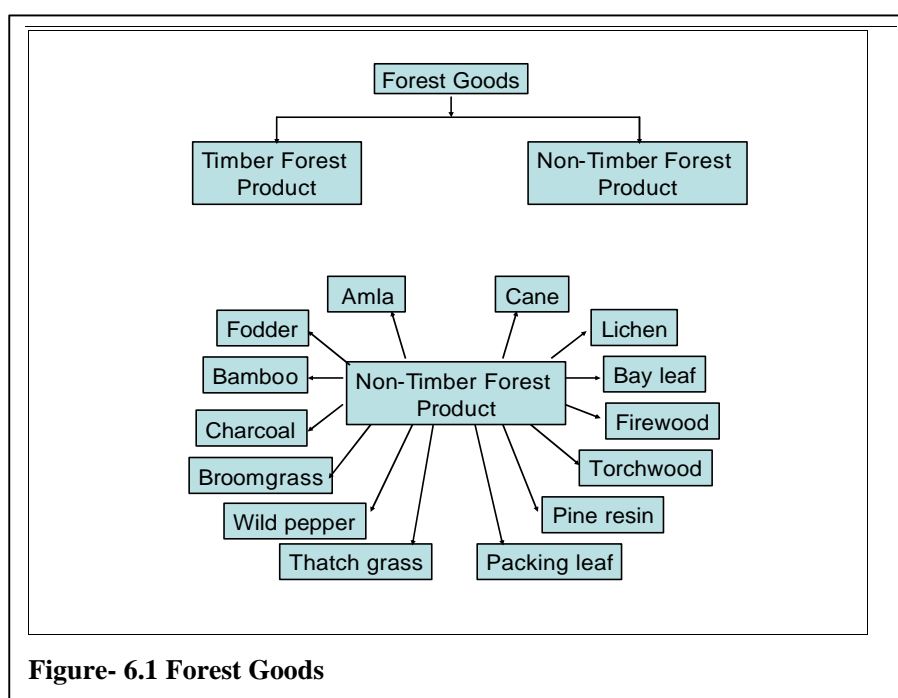 Forest Goods
Timber Forest
Product
Non-Timber Forest
Product
Amla
Cane
Fodder
Lichen
Bamboo
Non-Timber Forest
Product
Bay leaf
Charcoal
Firewood
Broomgrass
Torchwood
Wild pepper
Pine resin
Thatch grass
Packing leaf
Figure- 6.1 Forest Goods